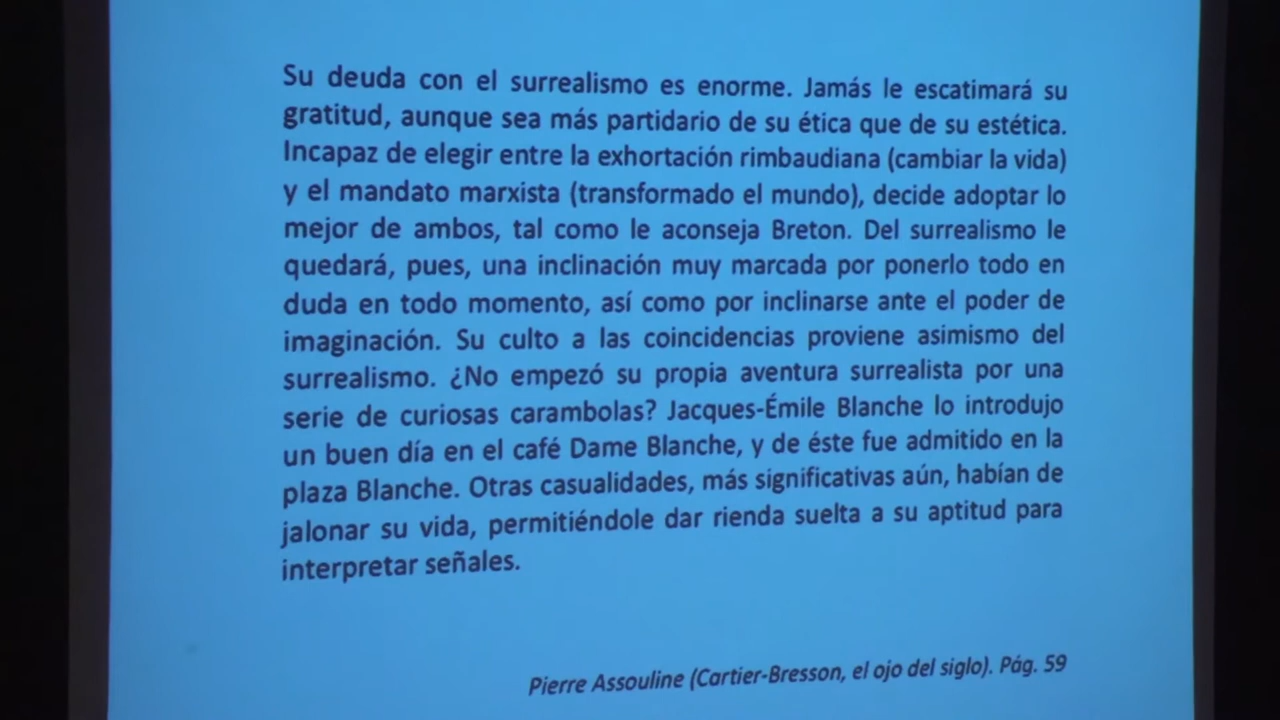 Su deuda con el surrealismo es enorme. Jamás le escatimará su
gratitud, aunque sea más partidario de su ética que de su estética.
Incapaz de elegir entre la exhortación rimbaudiana (cambiar la vida)
y el mandato marxista (transformado el mundo), decide adoptar lo
mejor de ambos, tal como le aconseja Breton. Del surrealismo le
quedará, pues, una inclinación muy marcada por ponerlo todo en
duda en todo momento, así como por inclinarse ante el poder de
imaginación. Su culto a las coincidencias proviene asimismo del
surrealismo. ¿No empezó su propia aventura surrealista por una
serie de curiosas carambolas? Jacques-Émile Blanche lo introdujo
un buen día en el café Dame Blanche, y de éste fue admitido en la
plaza Blanche. Otras casualidades, más significativas aún, habían de
jalonar su vida, permitiéndole dar rienda suelta a su aptitud para
interpretar señales.
Pierre Assouline (Cartier-Bresson, el ojo del siglo). Pág. 59